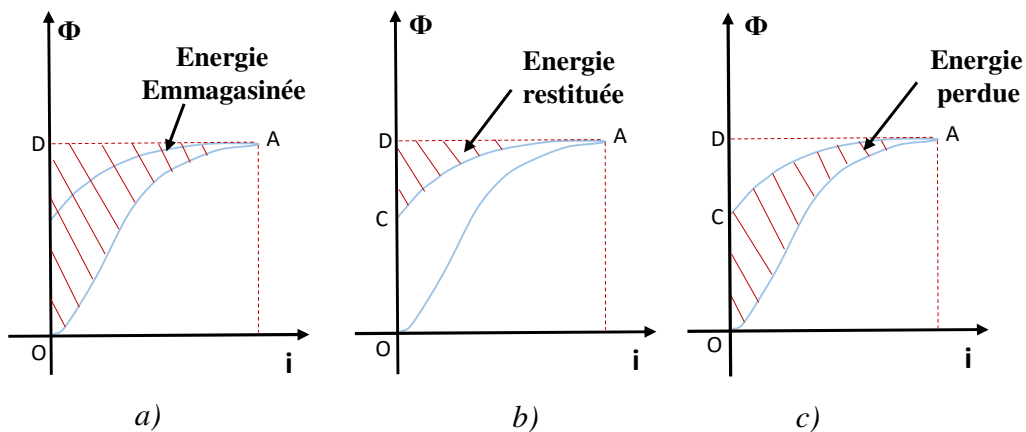 Φ
Energie
Emmagasinée
D
A
O
i
a)
Φ
Energie
restituée
D
A
C
O
i
b)
Φ
Energie
perdue
D
A
C
O
i
c)